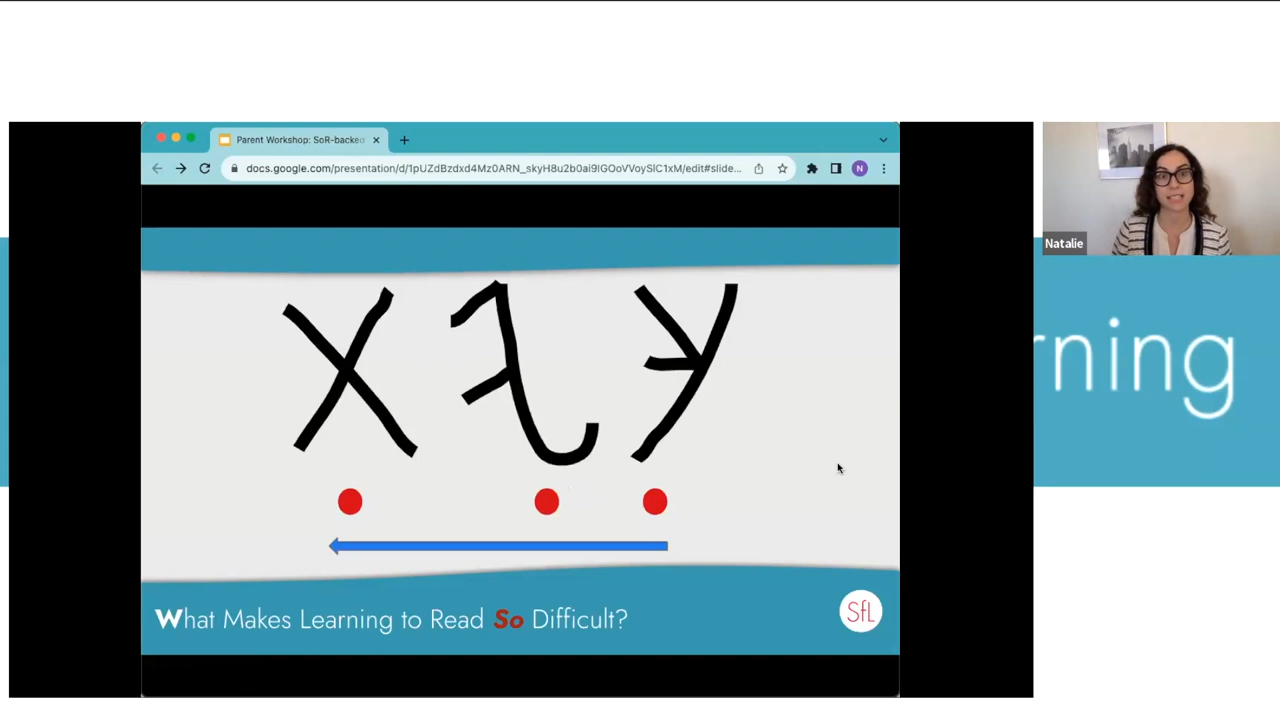 Parent Workshop: SoR-backed
docs.google.com/presentation/d/1pUZdBzdxd4Mz0ARN_skyH8u2b0ai9IGOoVVoySlC1xM/edit#slide...
N
Natalie
rning
What Makes Learning to Read So Difficult?
SfL